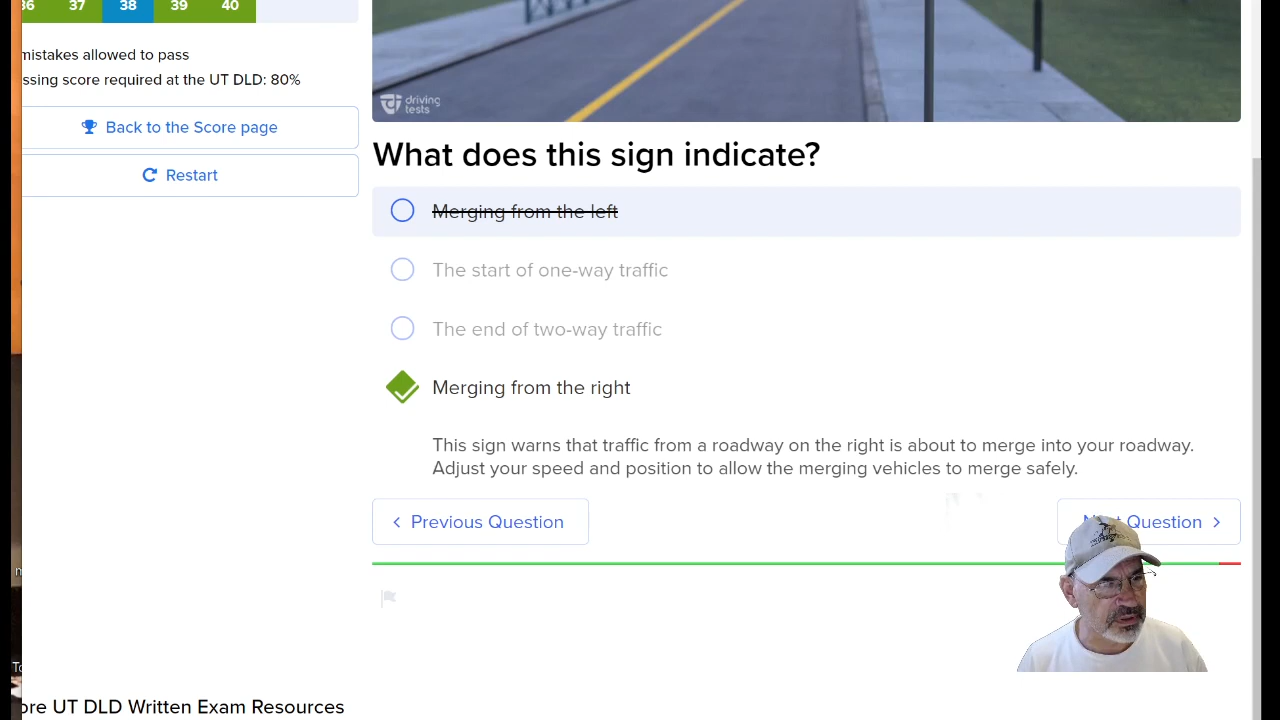 36 37 38 39 40
mistakes allowed to pass
ssing score required at the UT DLD: 80%
Back to the Score page
Restart
driving
tests
What does this sign indicate?
Merging from the left
The start of one-way traffic
The end of two-way traffic
Merging from the right
This sign warns that traffic from a roadway on the right is about to merge into your roadway.
Adjust your speed and position to allow the merging vehicles to merge safely.
Previous Question
Next Question
ore UT DLD Written Exam Resources